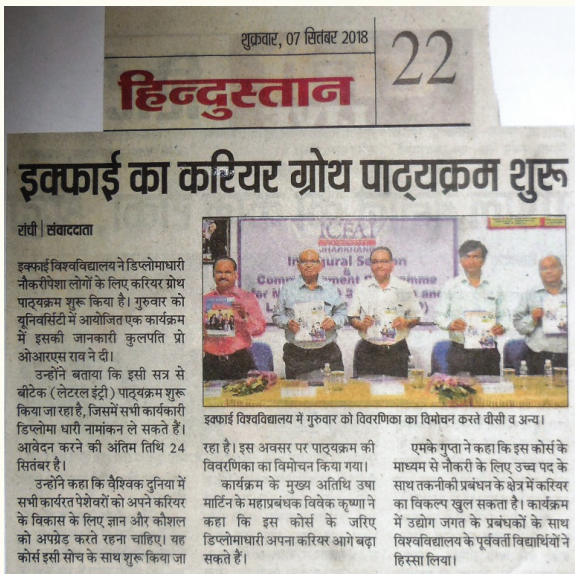 शुक्रवार, 07 सितंबर 2018
22
हिन्दुस्तान
इक्फाई का करियर ग्रोथ पाठ्यक्रम शुरू
रांची | संवाददाता
इक्फाई विश्वविद्यालय ने डिप्लोमाधारी
नौकरीपेशा लोगों के लिए करियर ग्रोथ
पाठ्यक्रम शुरू किया है। गुरुवार को
यूनिवर्सिटी में आयोजित एक कार्यक्रम
में इसकी जानकारी कुलपति प्रो
ओआरएस राव ने दी।
उन्होंने बताया कि इसी सत्र से
बीटेक (लेटरल इंट्री) पाठ्यक्रम शुरू
किया जा रहा है, जिसमें सभी कार्यकारी
डिप्लोमा धारी नामांकन ले सकते हैं।
आवेदन करने की अंतिम तिथि 24
सितंबर है।
उन्होंने कहा कि वैश्विक दुनिया में
सभी कार्यरत पेशेवरों को अपने करियर
के विकास के लिए ज्ञान और कौशल
को अपग्रेड करते रहना चाहिए। यह
कोर्स इसी सोच के साथ शुरू किया जा
ICFAI
JHARKHAND
Inaugural Session
&
इक्फाई विश्वविद्यालय में गुरुवार को विवरणिका का विमोचन करते वीसी व अन्य।
रहा है। इस अवसर पर पाठ्यक्रम की
विवरणिका का विमोचन किया गया।
कार्यक्रम के मुख्य अतिथि उषा
मार्टिन के महाप्रबंधक विवेक कृष्णा ने
कहा कि इस कोर्स के जरिए
डिप्लोमाधारी अपना करियर आगे बढ़ा
सकते हैं।
एमके गुप्ता ने कहा कि इस कोर्स के
माध्यम से नौकरी के लिए उच्च पद के
साथ तकनीकी प्रबंधन के क्षेत्र में करियर
का विकल्प खुल सकता है। कार्यक्रम
में उद्योग जगत के प्रबंधकों के साथ
विश्वविद्यालय के पूर्ववर्ती विद्यार्थियों ने
हिस्सा लिया।